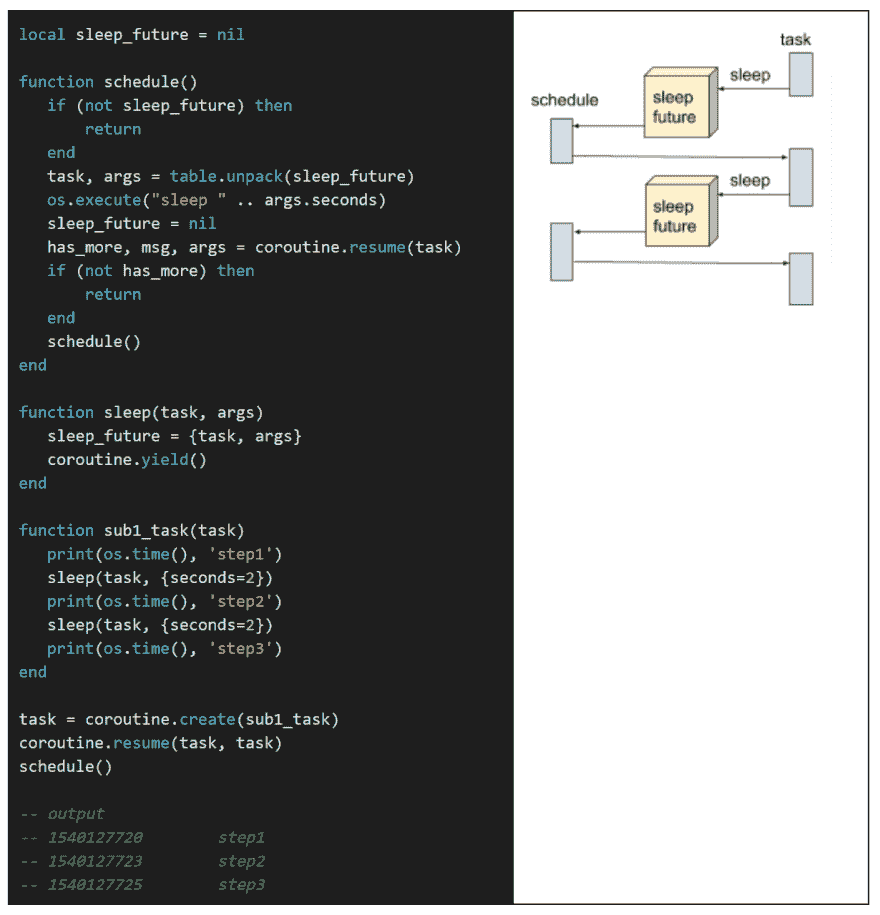 local sleep_future = nil
function schedule()
if (not sleep_future) then
return
end
task, args = table.unpack(sleep_future)
os.execute("sleep " .. args.seconds)
sleep_future = nil
has_more, msg, args = coroutine.resume(task)
if (not has_more) then
return
end
schedule()
end
function sleep(task, args)
sleep_future = {task, args}
coroutine.yield()
end
function sub1_task(task)
print(os.time(), 'step1')
sleep(task, {seconds=2})
print(os.time(), 'step2')
sleep(task, {seconds=2})
print(os.time(), 'step3')
end
task = coroutine.create(sub1_task)
coroutine.resume(task, task)
schedule()
-- output
-- 1540127720 step1
-- 1540127723 step2
-- 1540127725 step3
task
sleep
schedule
sleep
future
sleep
sleep
future